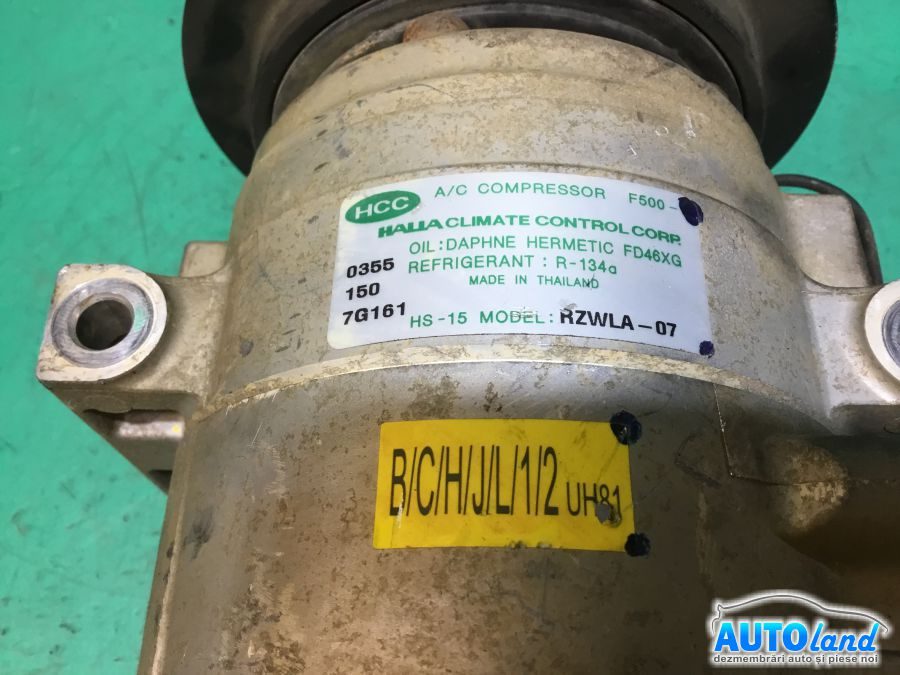 HCC A/C COMPRESSOR F500-
HALLA CLIMATE CONTROL CORP.
OIL: DAPHNE HERMETIC FD46XG
0355 REFRIGERANT: R-134a
150 MADE IN THAILAND
7G161 HS-15 MODEL: RZWLA-07
B/C/H/J/L/1/2 UH81
AUTOland
dezmembrări auto și piese noi